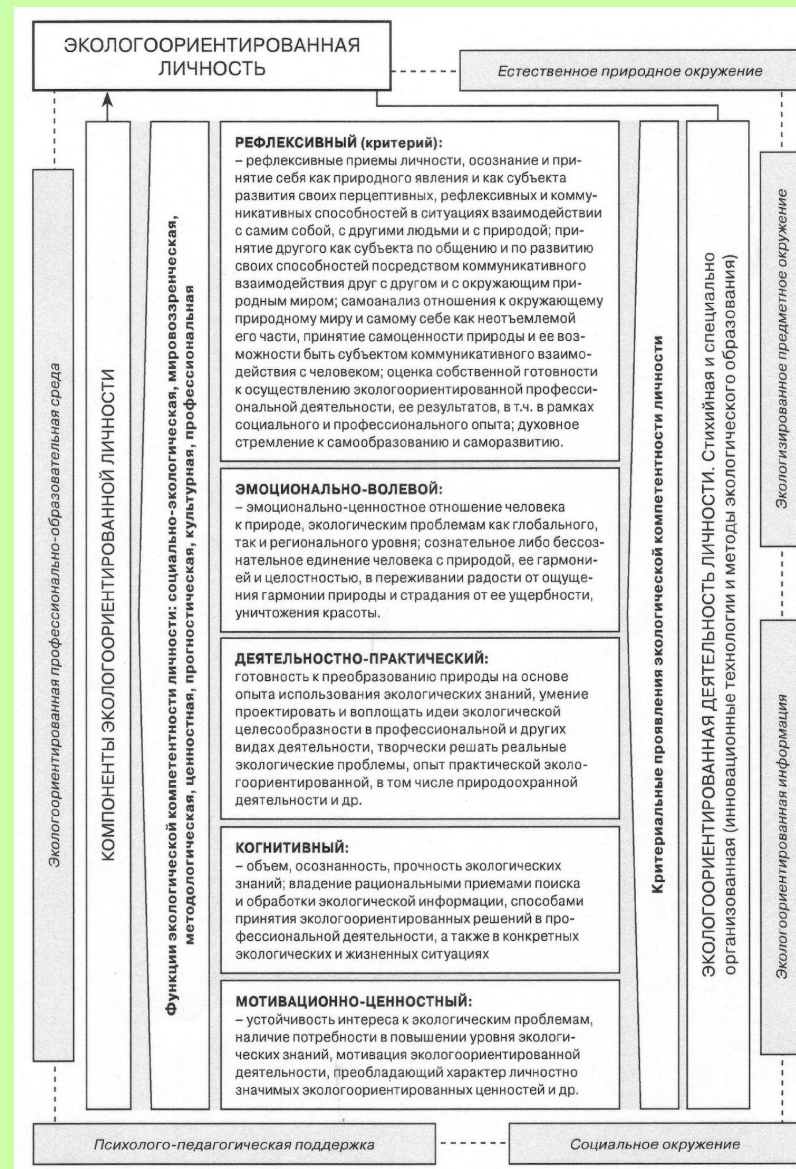 ЭКОЛОГООРИЕНТИРОВАННАЯ
ЛИЧНОСТЬ
Естественное природное окружение
Экологоориентированная профессионально-образовательная среда
КОМПОНЕНТЫ ЭКОЛОГООРИЕНТИРОВАННОЙ ЛИЧНОСТИ
Функции экологической компетентности личности: социально-экологическая, мировоззренческая,
методологическая, ценностная, прогностическая, культурная, профессиональная
РЕФЛЕКСИВНЫЙ (критерий):
– рефлексивные приемы личности, осознание и при-
нятие себя как природного явления и как субъекта
развития своих перцептивных, рефлексивных и комму-
никативных способностей в ситуациях взаимодействии
с самим собой, с другими людьми и с природой; при-
нятие другого как субъекта по общению и по развитию
своих способностей посредством коммуникативного
взаимодействия друг с другом и с окружающим при-
родным миром; самоанализ отношения к окружающему
природному миру и самому себе как неотъемлемой
его части, принятие самоценности природы и ее воз-
можности быть субъектом коммуникативного взаимо-
действия с человеком; оценка собственной готовности
к осуществлению экологоориентированной професси-
ональной деятельности, ее результатов, в т.ч. в рамках
социального и профессионального опыта; духовное
стремление к самообразованию и саморазвитию.
ЭМОЦИОНАЛЬНО-ВОЛЕВОЙ:
– эмоционально-ценностное отношение человека
к природе, экологическим проблемам как глобального,
так и регионального уровня; сознательное либо бессоз-
нательное единение человека с природой, ее гармони-
ей и целостностью, в переживании радости от ощуще-
ния гармонии природы и страдания от ее ущербности,
уничтожения красоты.
ДЕЯТЕЛЬНОСТНО-ПРАКТИЧЕСКИЙ:
готовность к преобразованию природы на основе
опыта использования экологических знаний, умение
проектировать и воплощать идеи экологической
целесообразности в профессиональной и других
видах деятельности, творчески решать реальные
экологические проблемы, опыт практической эколо-
гоориентированной, в том числе природоохранной
деятельности и др.
КОГНИТИВНЫЙ:
– объем, осознанность, прочность экологических
знаний; владение рациональными приемами поиска
и обработки экологической информации, способами
принятия экологоориентированных решений в про-
фессиональной деятельности, а также в конкретных
экологических и жизненных ситуациях
МОТИВАЦИОННО-ЦЕННОСТНЫЙ:
– устойчивость интереса к экологическим проблемам,
наличие потребности в повышении уровня экологи-
ческих знаний, мотивация экологоориентированной
деятельности, преобладающий характер личностно
значимых экологоориентированных ценностей и др.
Критериальные проявления экологической компетентности личности
ЭКОЛОГООРИЕНТИРОВАННАЯ ДЕЯТЕЛЬНОСТЬ ЛИЧНОСТИ. Стихийная и специально
организованная (инновационные технологии и методы экологического образования)
Экологизированное предметное окружение
Экологоориентированная информация
Психолого-педагогическая поддержка
Социальное окружение